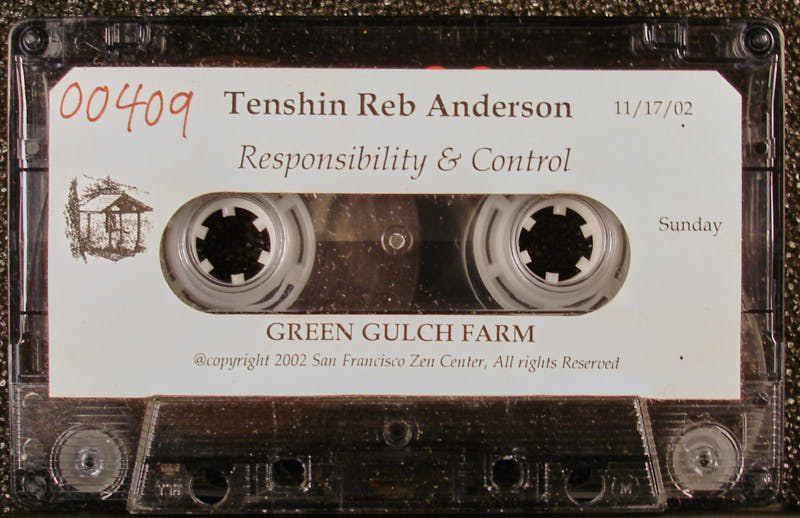 00409 Tenshin Reb Anderson 11/17/02
Responsibility & Control
Sunday
GREEN GULCH FARM
@copyright 2002 San Francisco Zen Center, All rights Reserved